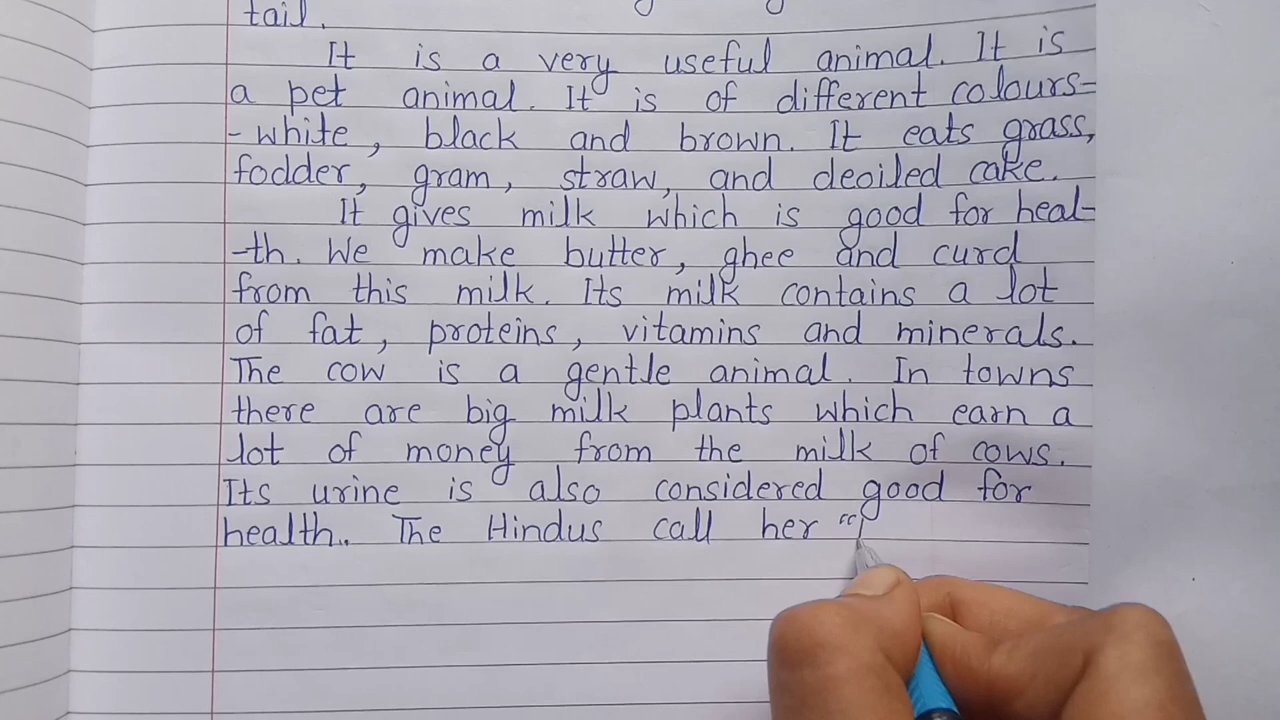 tail.
It is a very useful animal. It is
a pet animal. It is of different colours-
- white, black and brown. It eats grass,
fodder, gram, straw, and deoiled cake.
It gives milk which is good for heal-
-th. We make butter, ghee and curd
from this milk. Its milk contains a lot
of fat, proteins, vitamins and minerals.
The cow is a gentle animal. In towns
there are big milk plants which earn a
lot of money from the milk of cows.
Its urine is also considered good for
health.. The Hindus call her "